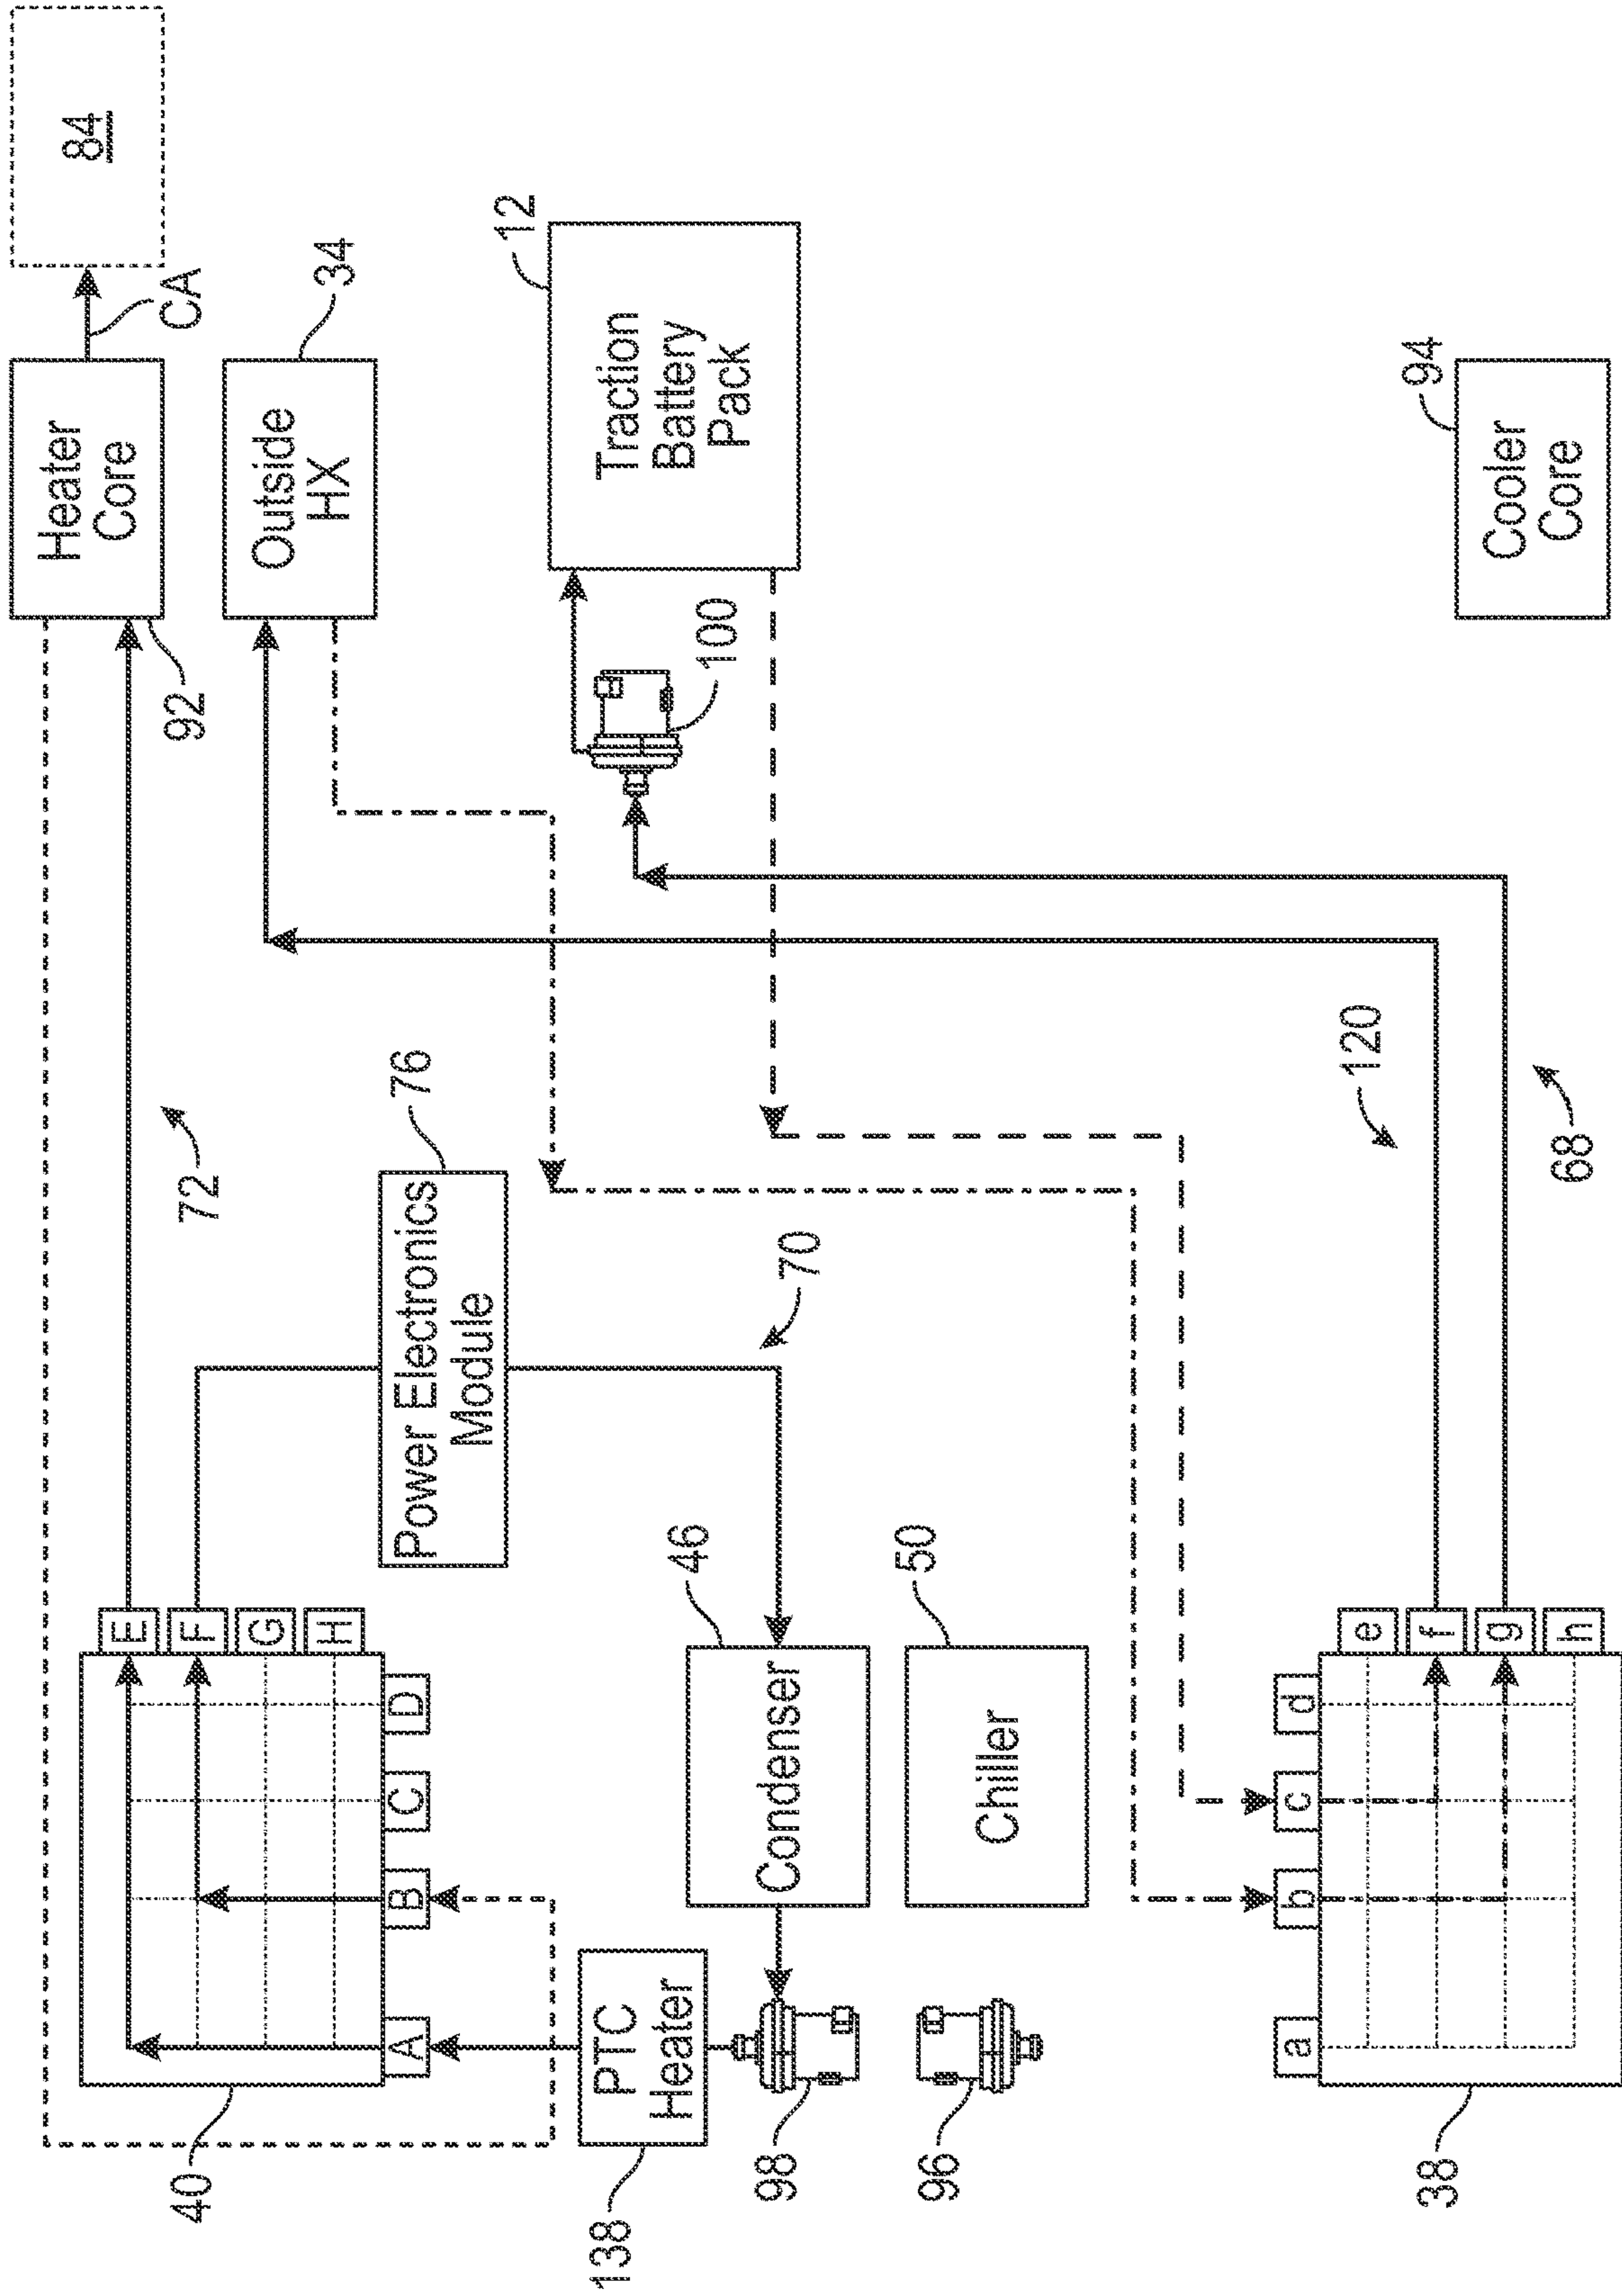 84
CA
Heater
Core
92
Outside
HX
34
12
Traction
Battery
Pack
100
94
Cooler
Core
72
76
Power Electronics
Module
70
120
68
E
F
G
H
A
B
C
D
40
46
Condenser
50
Chiller
PTC
Heater
138
98
96
a
b
c
d
e
f
g
h
38